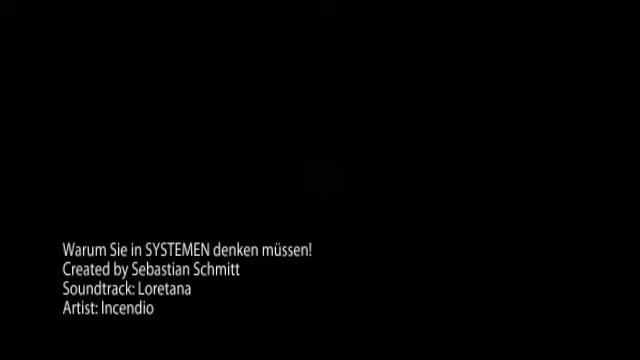 Warum Sie in SYSTEMEN denken müssen!
Created by Sebastian Schmitt
Soundtrack: Loretana
Artist: Incendio